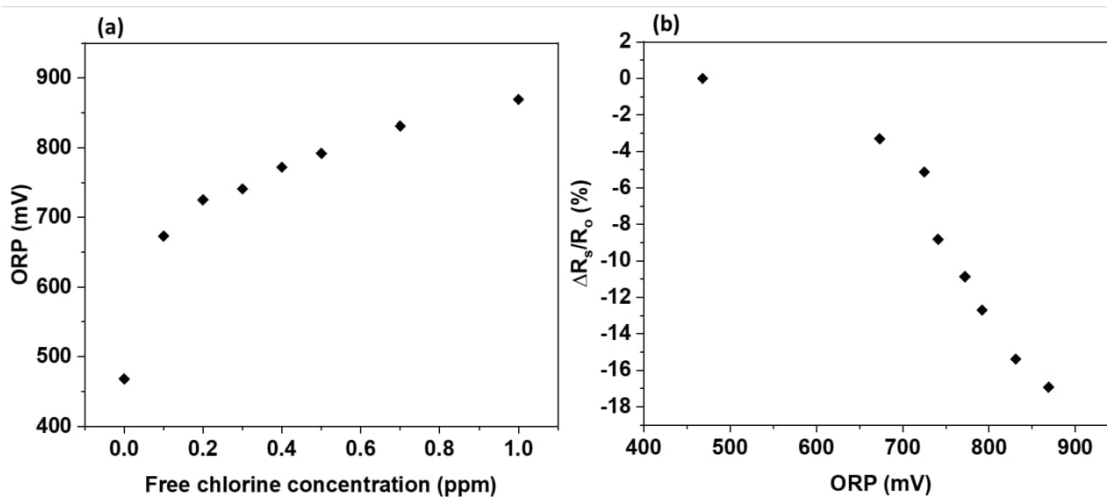 (a)
900
800
700
600
500
400
ORP (mV)
0.0 0.2 0.4 0.6 0.8 1.0
Free chlorine concentration (ppm)
(b)
2
0
-2
-4
-6
-8
-10
-12
-14
-16
-18
ΔRs/Ro (%)
400 500 600 700 800 900
ORP (mV)